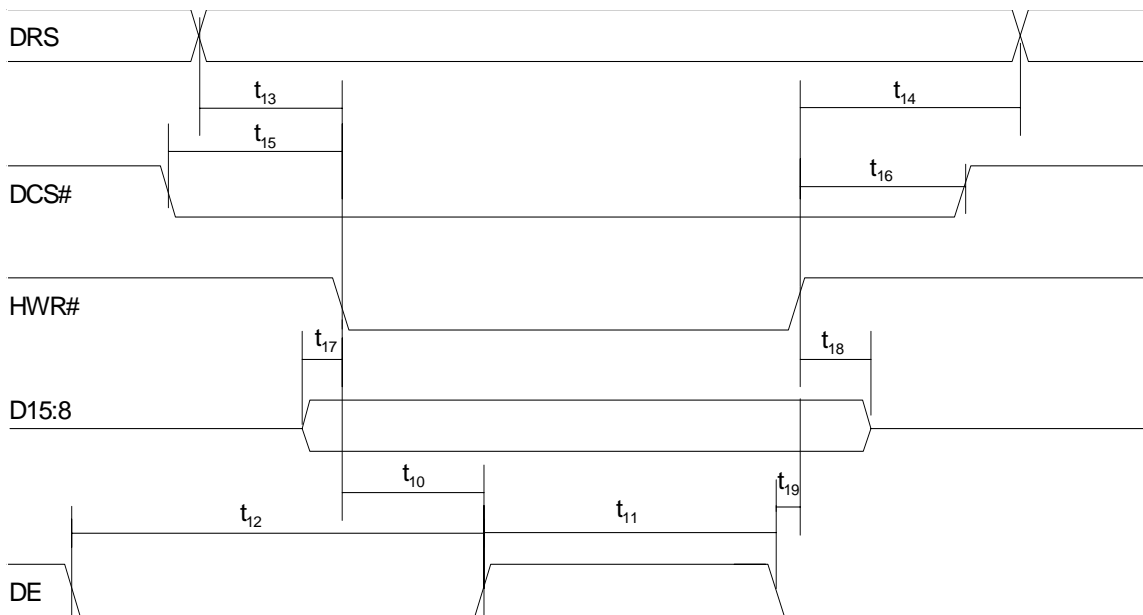 DRS
t13
t14
t15
DCS#
t16
HWR#
t17
t18
D15:8
t10
t19
t12
t11
DE